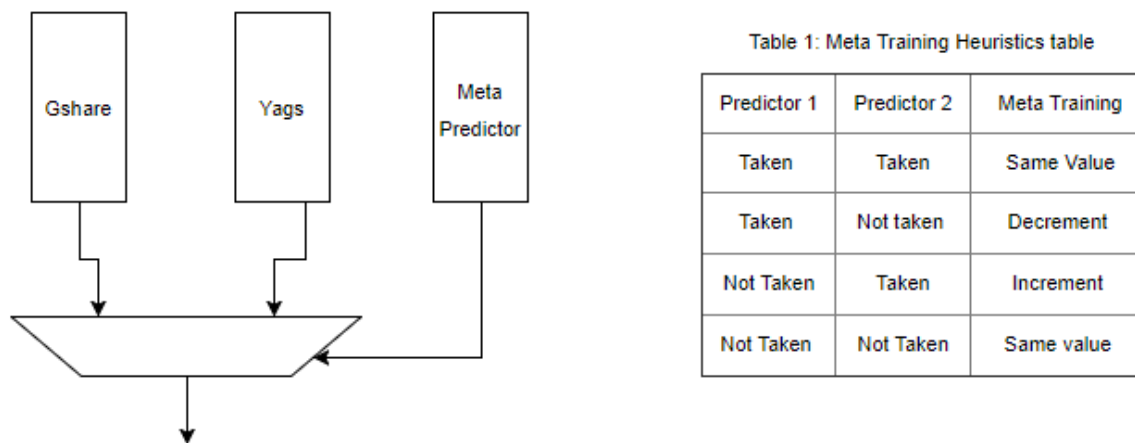 Gshare
Yags
Meta
Predictor
Table 1: Meta Training Heuristics table
Predictor 1 Predictor 2 Meta Training
Taken Taken Same Value
Taken Not taken Decrement
Not Taken Taken Increment
Not Taken Not Taken Same value